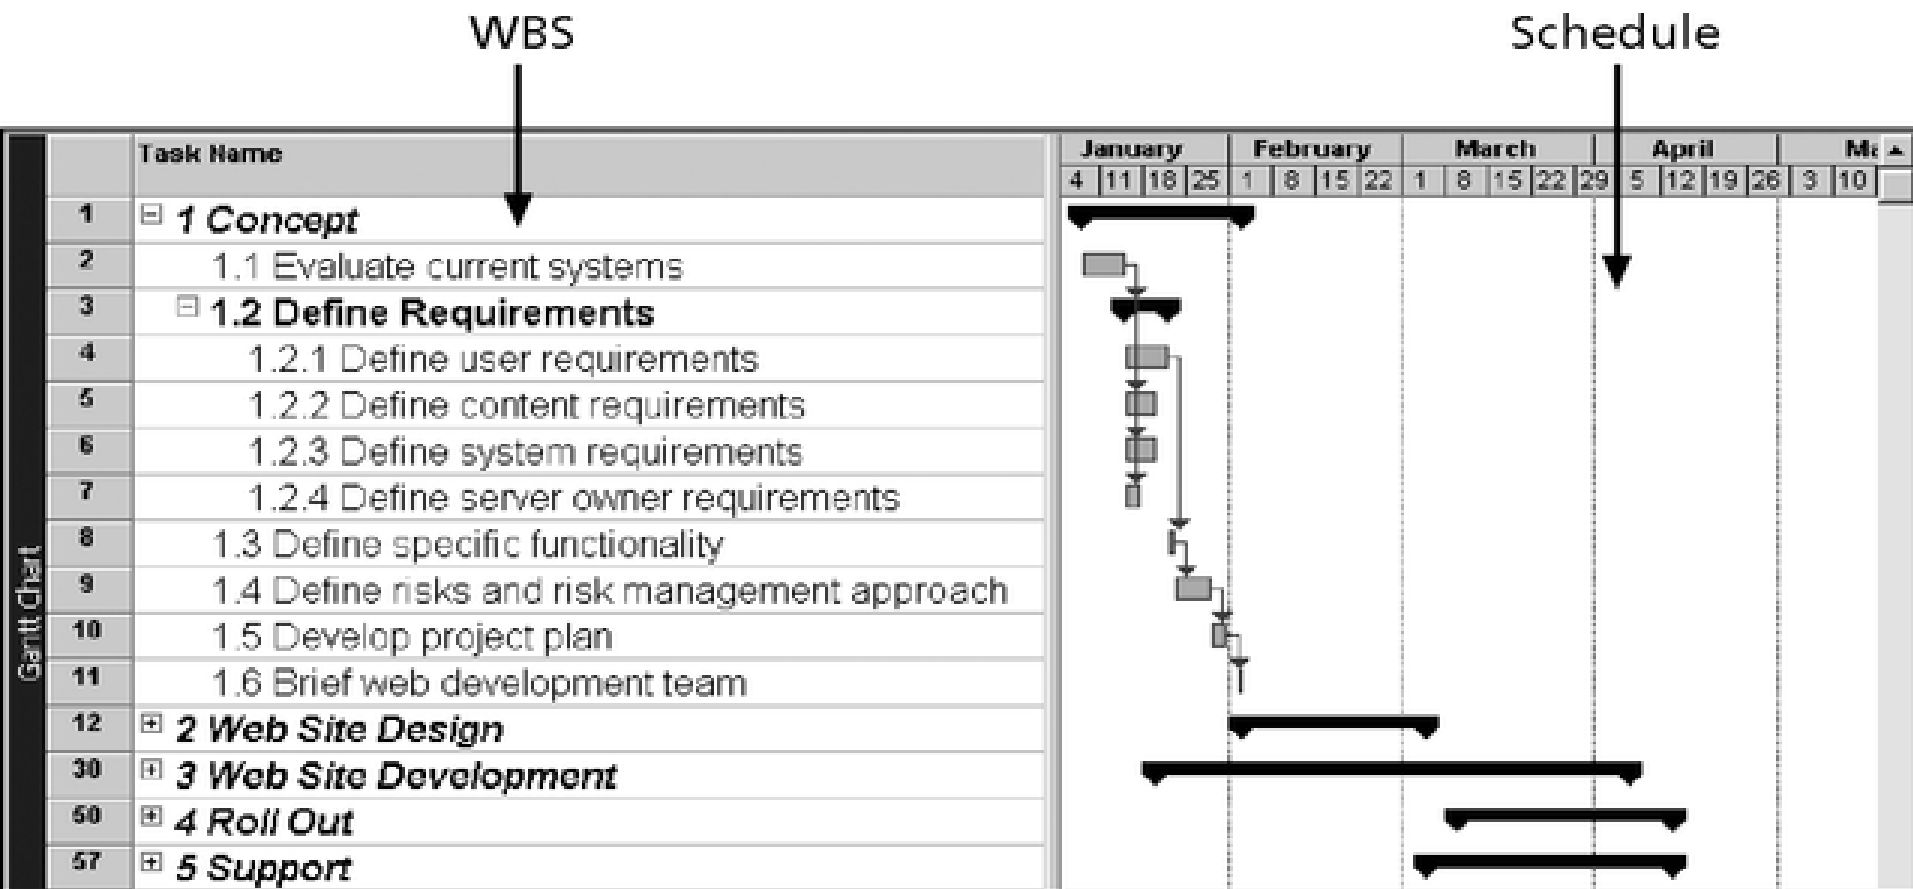 WBS
Schedule
Task Name
January February March April Ma
4 11 18 25 1 8 15 22 1 8 15 22 29 5 12 19 26 3 10
1 1 Concept
2 1.1 Evaluate current systems
3 1.2 Define Requirements
4 1.2.1 Define user requirements
5 1.2.2 Define content requirements
6 1.2.3 Define system requirements
7 1.2.4 Define server owner requirements
8 1.3 Define specific functionality
9 1.4 Define risks and risk management approach
10 1.5 Develop project plan
11 1.6 Brief web development team
12 2 Web Site Design
30 3 Web Site Development
50 4 Roll Out
57 5 Support
Gantt Chart